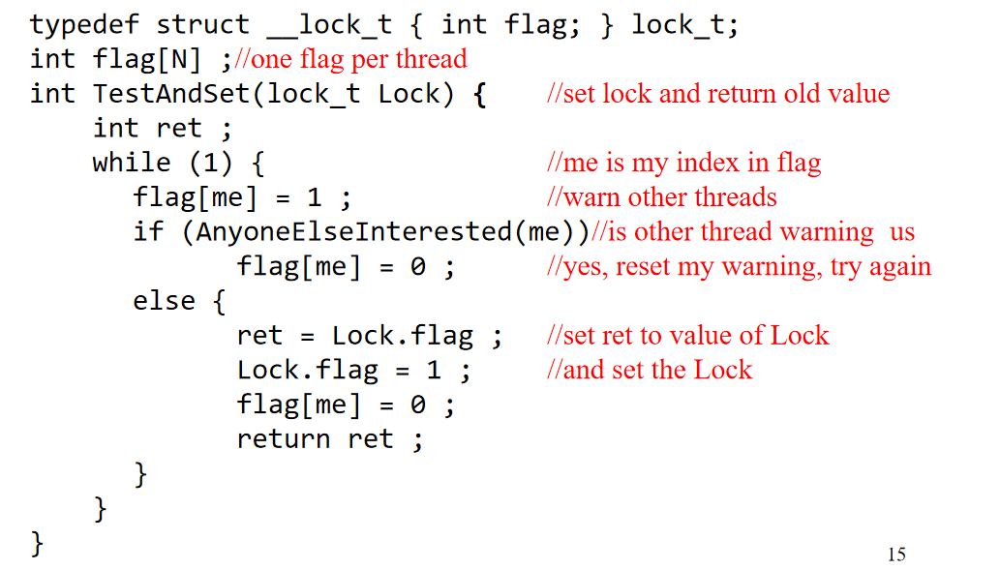 typedef struct __lock_t { int flag; } lock_t;
int flag[N] ;//one flag per thread
int TestAndSet(lock_t Lock) { //set lock and return old value
int ret ;
while (1) { //me is my index in flag
flag[me] = 1 ; //warn other threads
if (AnyoneElseInterested(me))//is other thread warning us
flag[me] = 0 ; //yes, reset my warning, try again
else {
ret = Lock.flag ; //set ret to value of Lock
Lock.flag = 1 ; //and set the Lock
flag[me] = 0 ;
return ret ;
}
}
}
15